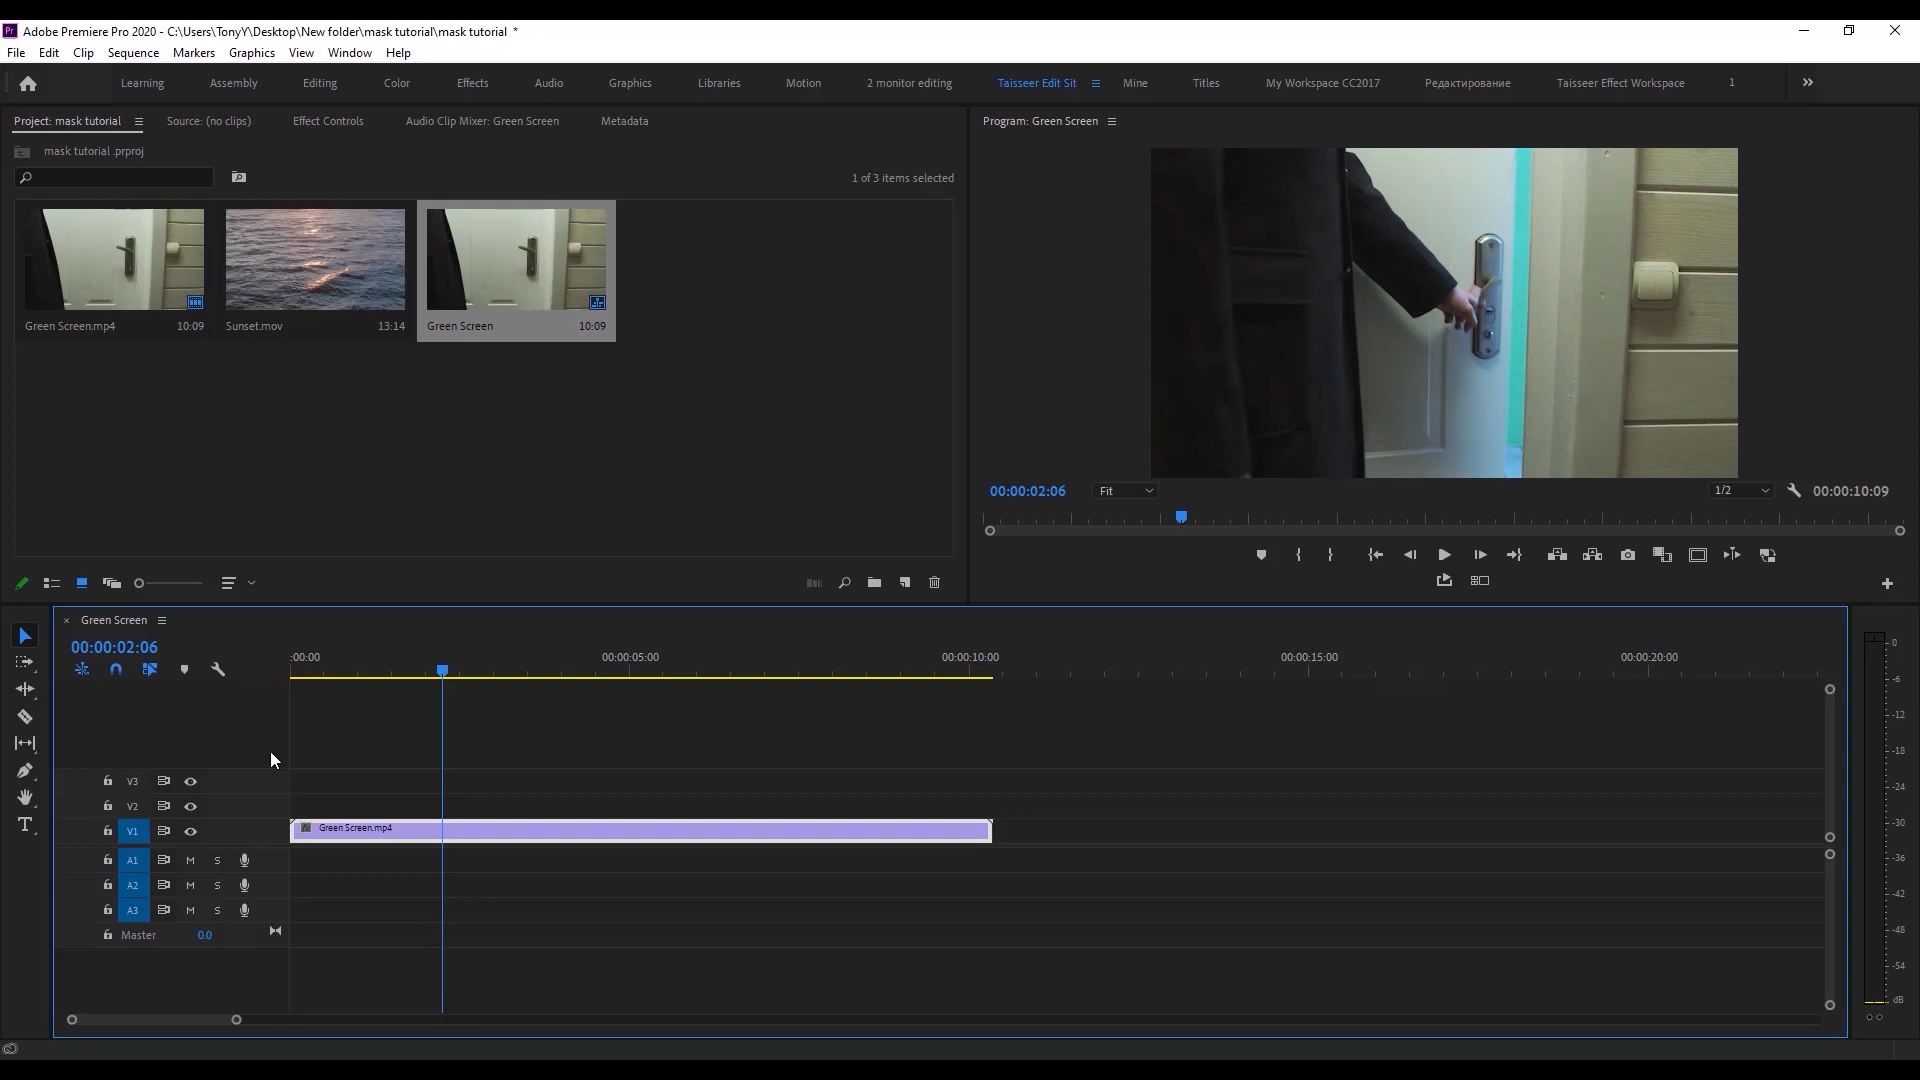 Adobe Premiere Pro 2020 - C:\Users\TonyY\Desktop\New folder\mask tutorial\mask tutorial *
File Edit Clip Sequence Markers Graphics View Window Help
Learning Assembly Editing Color Effects Audio Graphics Libraries Motion 2 monitor editing Taisseer Edit Sit Mine Titles My Workspace CC2017 Редактирование Taisseer Effect Workspace 1
Project: mask tutorial Source: (no clips) Effect Controls Audio Clip Mixer: Green Screen Metadata
mask tutorial .prproj
1 of 3 items selected
Green Screen.mp4 10:09
Sunset.mov 13:14
Green Screen 10:09
Program: Green Screen
00:00:02:06 Fit 1/2 00:00:10:09
Green Screen
00:00:02:06
:00:00 00:00:05:00 00:00:10:00 00:00:15:00 00:00:20:00
V3
V2
V1 Green Screen.mp4
A1 M S
A2 M S
A3 M S
Master 0.0
0
-6
-12
-18
-24
-30
-36
-42
-48
-54
dB